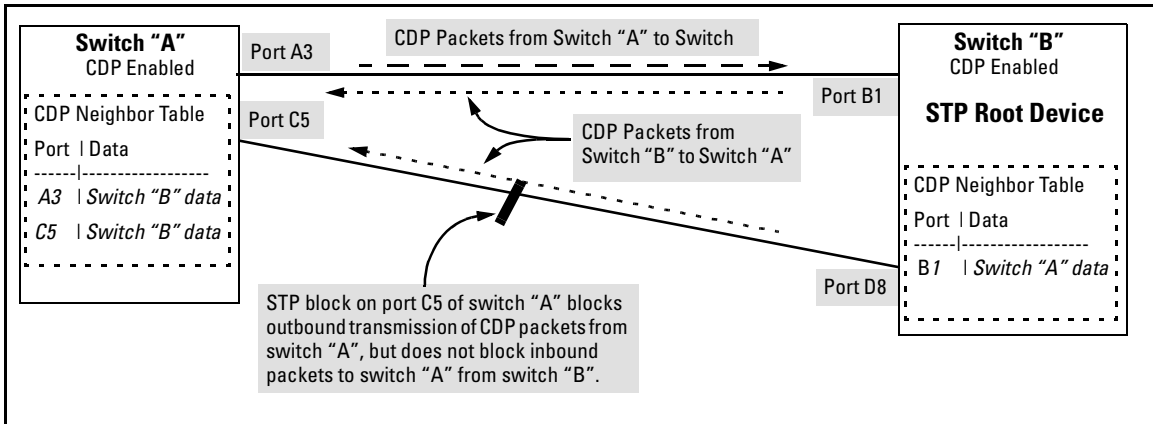 Switch “A”
CDP Enabled
CDP Neighbor Table
Port | Data
------|------------------
A3 | Switch “B” data
C5 | Switch “B” data
Port A3
CDP Packets from Switch “A” to Switch
Port C5
Port B1
CDP Packets from
Switch “B” to Switch “A”
STP block on port C5 of switch “A” blocks
outbound transmission of CDP packets from
switch “A”, but does not block inbound
packets to switch “A” from switch “B”.
Port D8
Switch “B”
CDP Enabled
STP Root Device
CDP Neighbor Table
Port | Data
------|------------------
B1 | Switch “A” data